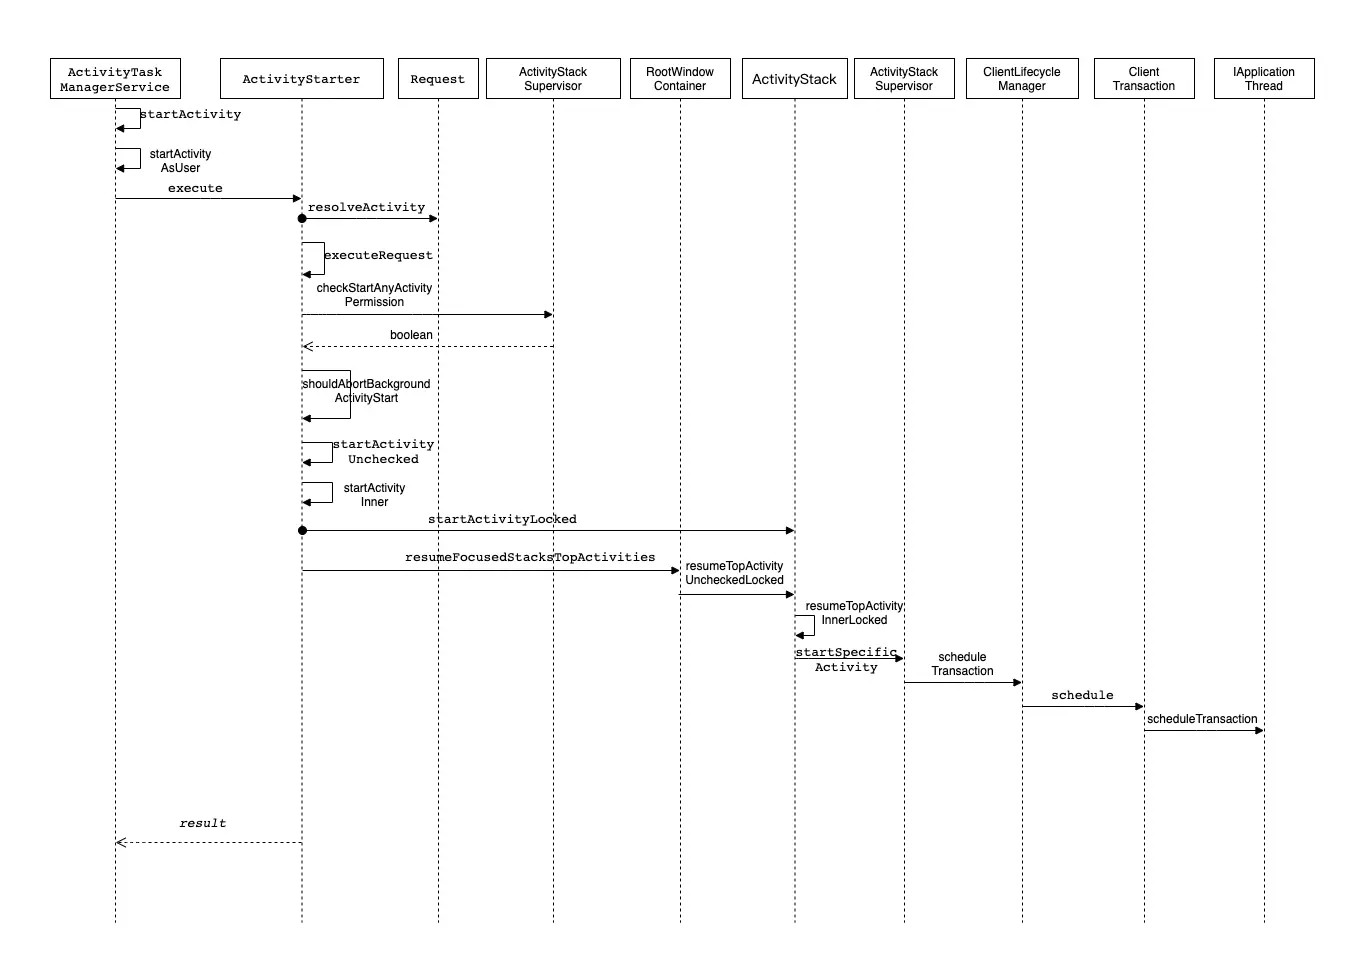 ActivityTask
ManagerService
ActivityStarter
Request
ActivityStack
Supervisor
RootWindow
Container
ActivityStack
ActivityStack
Supervisor
ClientLifecycle
Manager
Client
Transaction
IApplication
Thread
startActivity
startActivity
AsUser
execute
resolveActivity
executeRequest
checkStartAnyActivity
Permission
boolean
shouldAbortBackground
ActivityStart
startActivity
Unchecked
startActivity
Inner
startActivityLocked
resumeFocusedStacksTopActivities
resumeTopActivity
UncheckedLocked
resumeTopActivity
InnerLocked
startSpecific
Activity
schedule
Transaction
schedule
scheduleTransaction
result